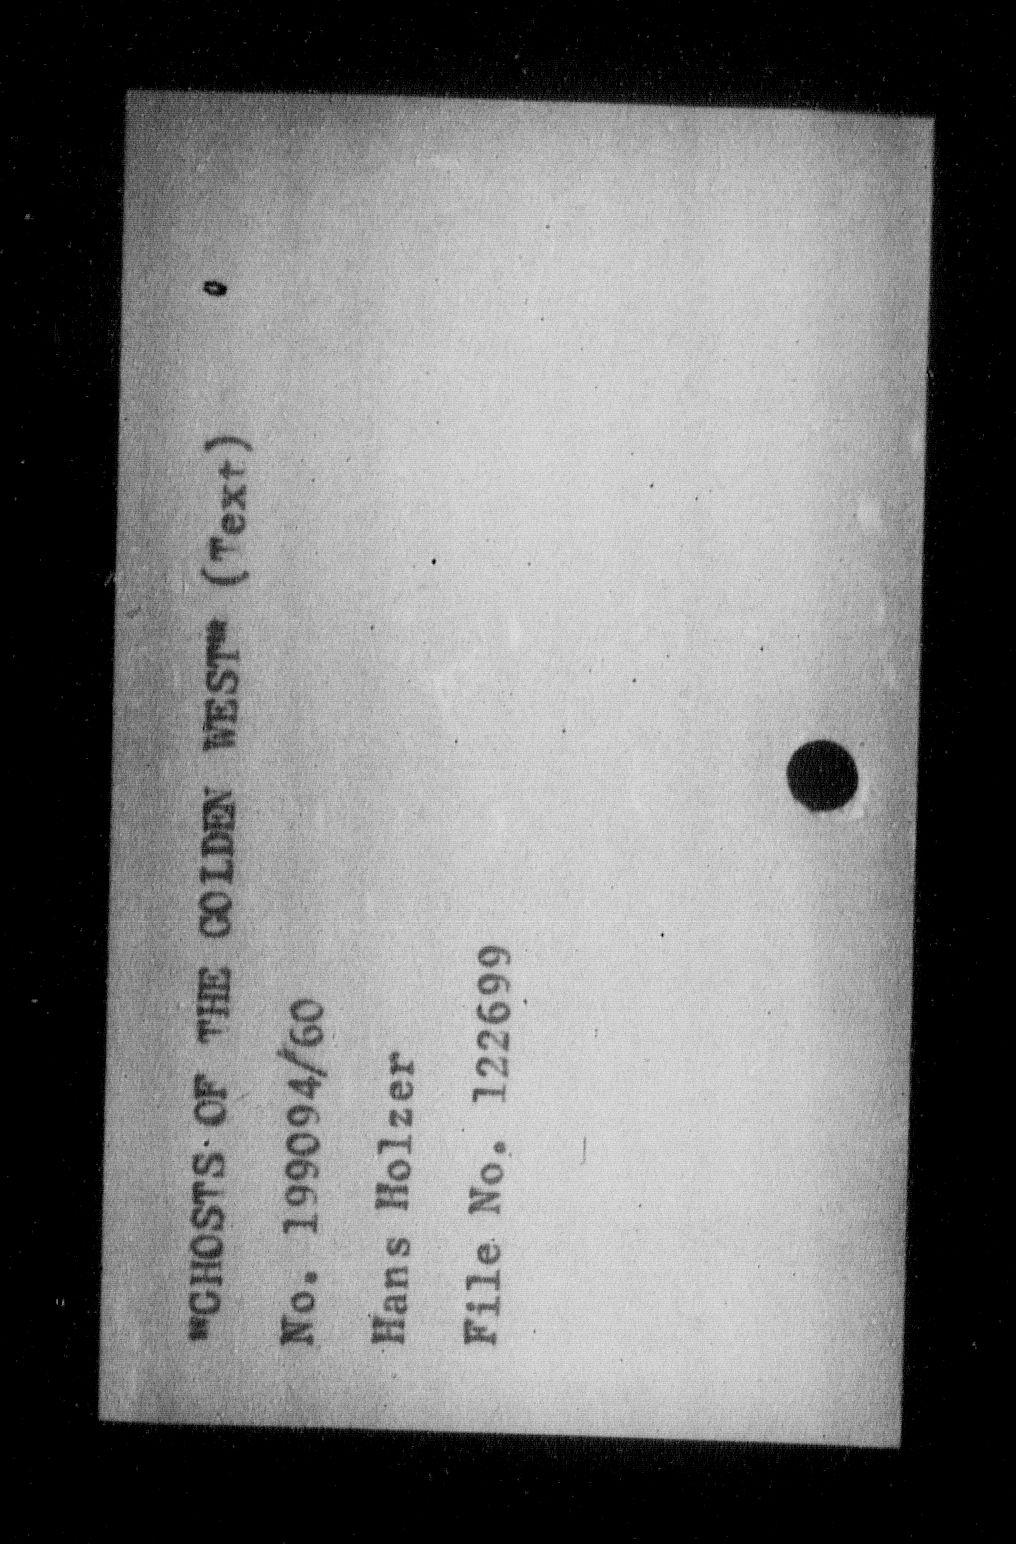 "GHOSTS OF THE GOLDEN WEST" (Text)
No. 199094/60
Hans Holzer
File No. 122699